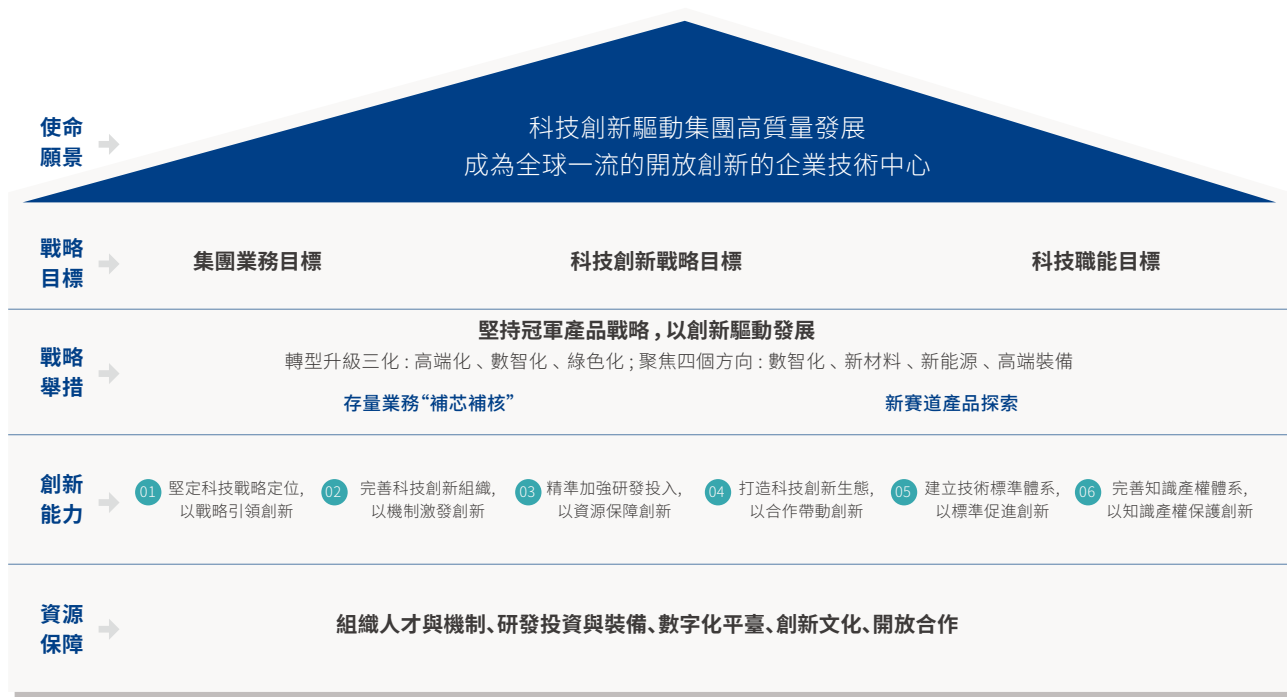 使命
願景
科技創新驅動集團高質量發展
成為全球一流的開放創新的企業技術中心
戰略
目標
集團業務目標
科技創新戰略目標
科技職能目標
戰略
舉措
堅持冠軍產品戰略，以創新驅動發展
轉型升級三化：高端化、數智化、綠色化；聚焦四個方向：數智化、新材料、新能源、高端裝備
存量業務“補芯補核”
新賽道產品探索
創新
能力
01 堅定科技戰略定位,
以戰略引領創新
02 完善科技創新組織,
以機制激發創新
03 精準加強研發投入,
以資源保障創新
04 打造科技創新生態,
以合作帶動創新
05 建立技術標準體系,
以標準促進創新
06 完善知識產權體系,
以知識產權保護創新
資源
保障
組織人才與機制、研發投資與裝備、數字化平臺、創新文化、開放合作